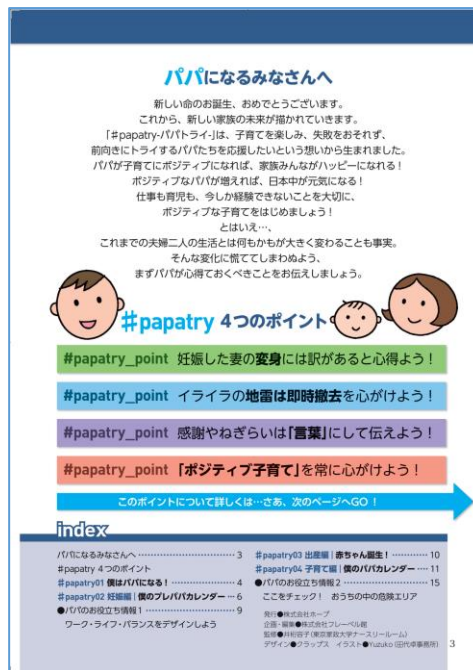 パパになるみなさんへ
新しい命のお誕生、おめでとうございます。
これから、新しい家族の未来が描かれていきます。
「#papatry-パパトライ-」は、子育てを楽しみ、失敗をおそれず、
前向きにトライするパパたちを応援したいという想いから生まれました。
パパが子育てにポジティブになれば、家族みんながハッピーになれる！
ポジティブなパパが増えれば、日本中が元気になる！
仕事も育児も、今しか経験できないことを大切に、
ポジティブな子育てをはじめましょう！
とはいえ…、
これまでの夫婦二人の生活とは何もかもが大きく変わることも事実。
そんな変化に慌ててしまわぬよう、
まずパパが心得ておくべきことをお伝えしましょう。
#papatry 4つのポイント
#papatry_point 妊娠した妻の変身には訳があると心得よう！
#papatry_point イライラの地雷は即時撤去を心がけよう！
#papatry_point 感謝やねぎらいは「言葉」にして伝えよう！
#papatry_point 「ポジティブ子育て」を常に心がけよう！
このポイントについて詳しくは…さあ、次のページへGO！
index
パパになるみなさんへ ………………………… 3
#papatry 4つのポイント
#papatry01 僕はパパになる！ ……………… 4
#papatry02 妊娠編｜僕のプレパパカレンダー … 6
●パパのお役立ち情報1 ……………………… 9
ワーク・ライフ・バランスをデザインしよう
#papatry03 出産編｜赤ちゃん誕生！ ………… 10
#papatry04 子育て編｜僕のパパカレンダー …… 11
●パパのお役立ち情報2 ……………………… 15
ここをチェック！ おうちの中の危険エリア
発行●株式会社ホープ
企画・編集●株式会社フレーベル館
監修●井桁容子（東京家政大学ナースリールーム）
デザイン●クラップス イラスト●Yuzuko（田代卓事務所）
3